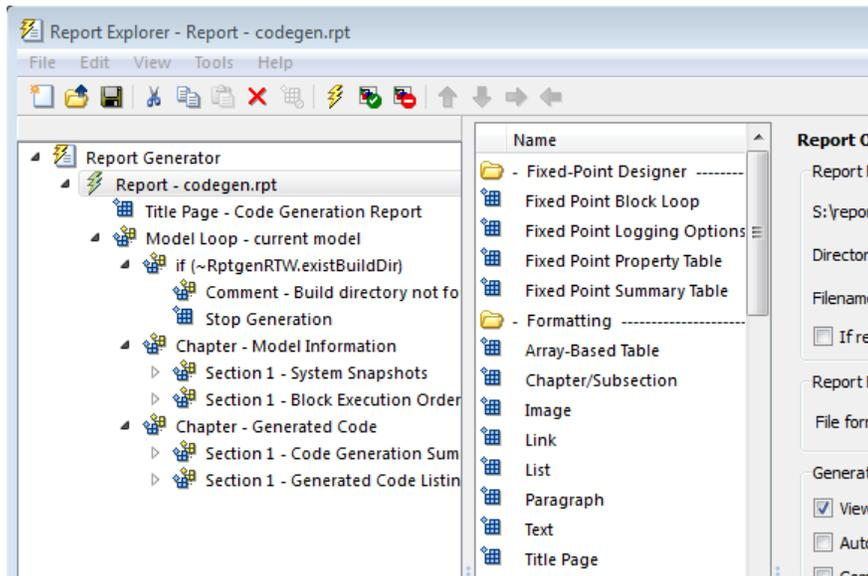 Report Explorer - Report - codegen.rpt
File Edit View Tools Help
Report Generator
Report - codegen.rpt
Title Page - Code Generation Report
Model Loop - current model
if (~RptgenRTW.existBuildDir)
Comment - Build directory not fo
Stop Generation
Chapter - Model Information
Section 1 - System Snapshots
Section 1 - Block Execution Order
Chapter - Generated Code
Section 1 - Code Generation Sum
Section 1 - Generated Code Listin
Name
- Fixed-Point Designer --------
Fixed Point Block Loop
Fixed Point Logging Options
Fixed Point Property Table
Fixed Point Summary Table
- Formatting --------------------
Array-Based Table
Chapter/Subsection
Image
Link
List
Paragraph
Text
Title Page
Report O
Report
S:\repor
Director
Filename
If re
Report
File for
Generat
View
Auto